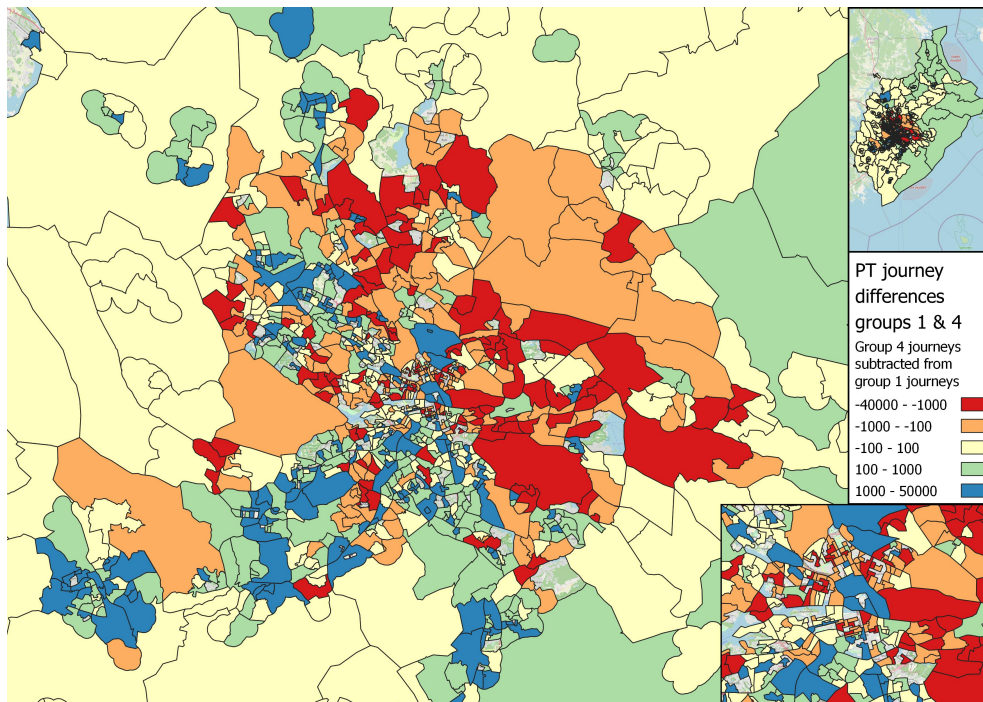 PT journey
differences
groups 1 & 4
Group 4 journeys
subtracted from
group 1 journeys
-40000 - -1000
-1000 - -100
-100 - 100
100 - 1000
1000 - 50000